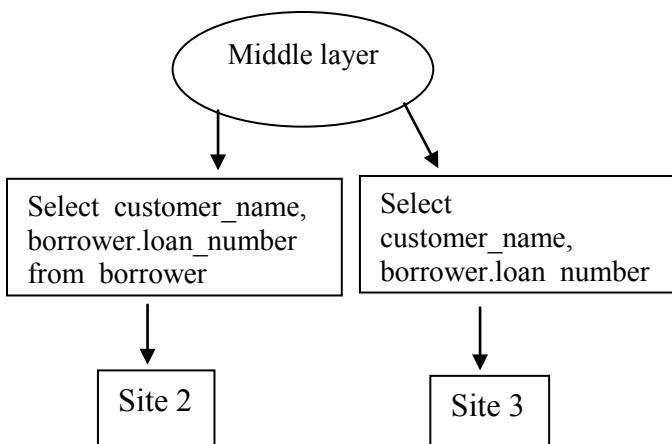 Middle layer
Select customer_name,
borrower.loan_number
from borrower
Select
customer_name,
borrower.loan number
Site 2
Site 3